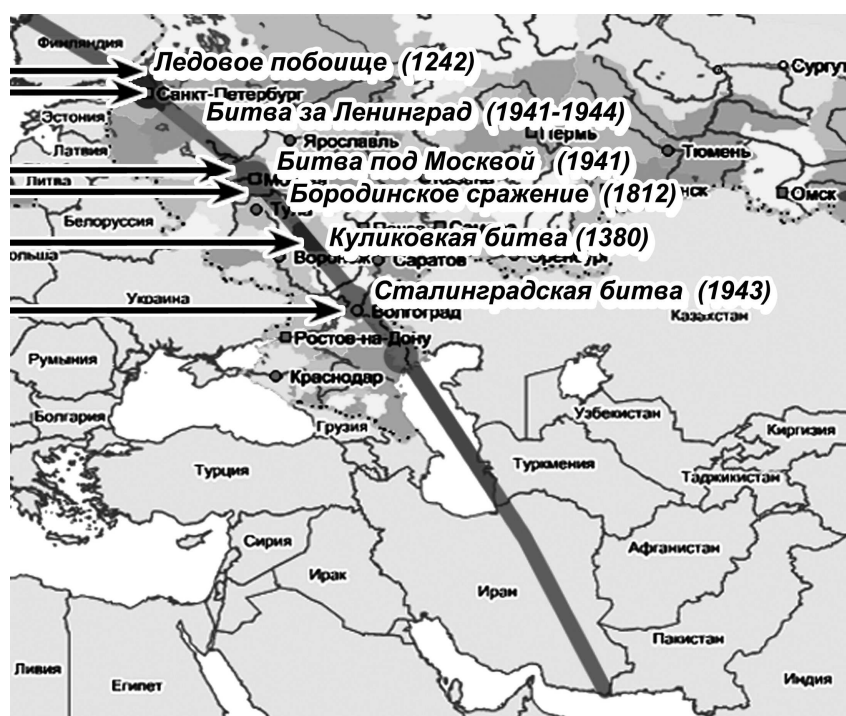 Финляндия
Ледовое побоище (1242)
Сургут
Санкт-Петербург
Эстония
Битва за Ленинград (1941-1944)
Ярославль
Пермь
Латвия
Тюмень
Битва под Москвой (1941)
Литва
Бородинское сражение (1812)
Омск
Тула
Белоруссия
Куликовкая битва (1380)
Воронеж
Саратов
Оренбург
Сталинградская битва (1943)
Украина
Волгоград
Казахстан
Ростов-на-Дону
Румыния
Краснодар
Болгария
Грузия
Узбекистан
Киргизия
Турция
Туркмения
Таджикистан
Сирия
Афганистан
Ирак
Иран
Пакистан
Ливия
Египет
Индия